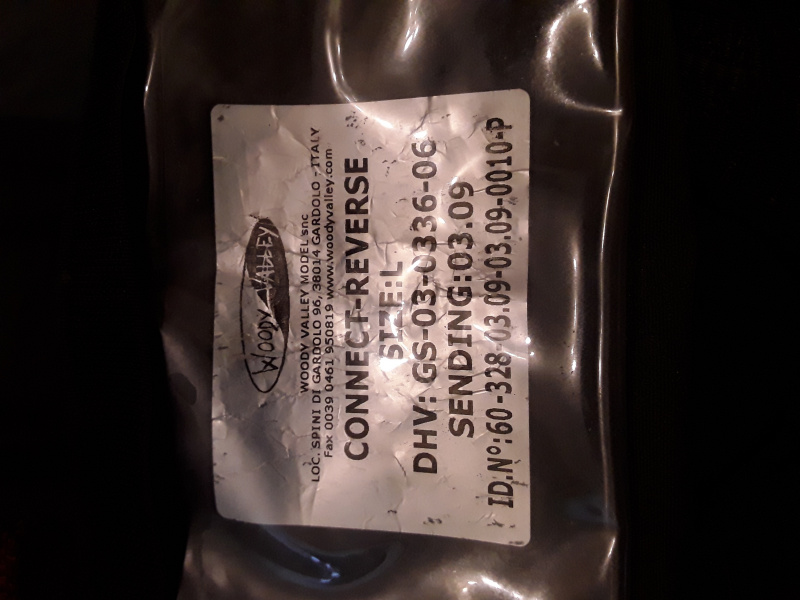 WOODY VALLEY
WOODY VALLEY MODEL snc
LOC. SPINI DI GARDOLO 96, 38014 GARDOLO - ITALY
Fax 0039 0461 950819 www.woodyvalley.com
CONNECT-REVERSE
SIZE:L
DHV: GS-03-0336-06
SENDING:03.09
ID.Nº:60-328-03.09-03.09-0010-P